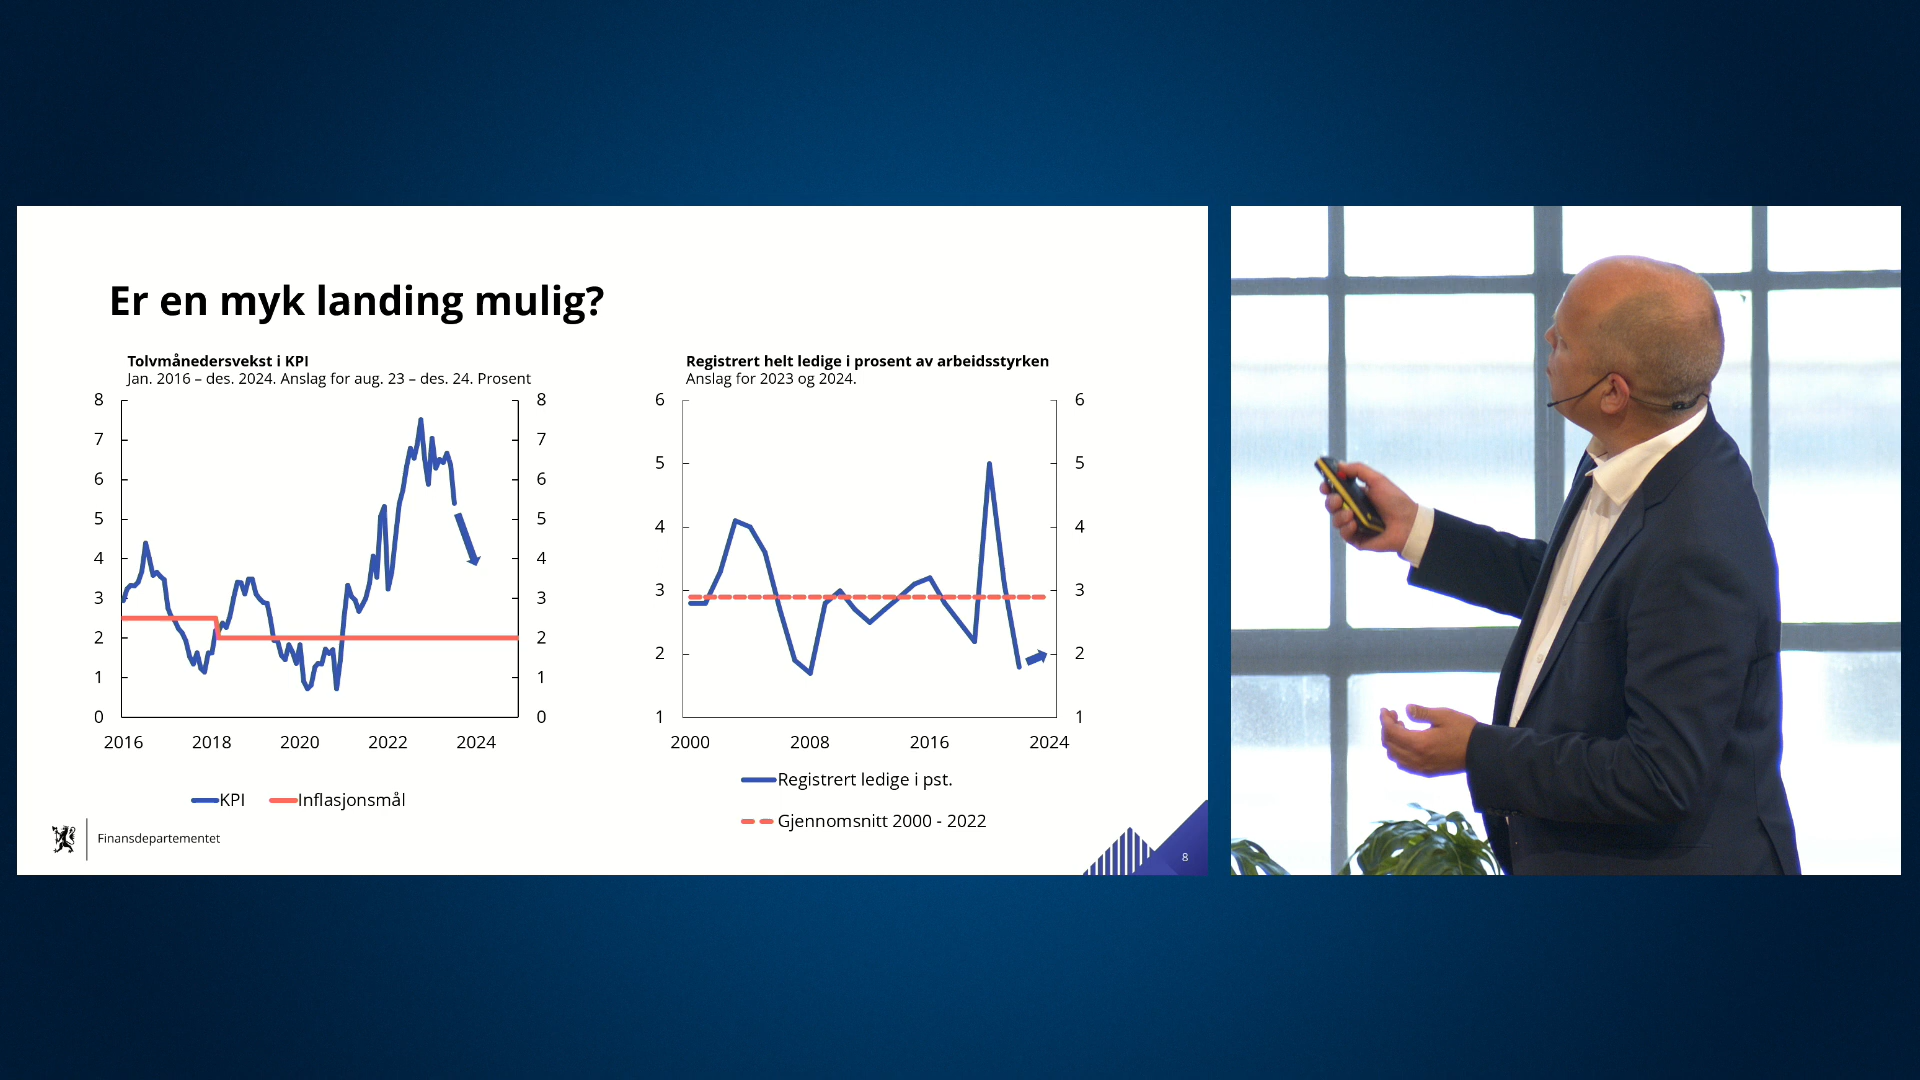 Er en myk landing mulig?
Tolvmånedersvekst i KPI
Jan. 2016 – des. 2024. Anslag for aug. 23 – des. 24. Prosent
8 8
7 7
6 6
5 5
4 4
3 3
2 2
1 1
0 0
2016 2018 2020 2022 2024
KPI Inflasjonsmål
Registrert helt ledige i prosent av arbeidsstyrken
Anslag for 2023 og 2024.
6 6
5 5
4 4
3 3
2 2
1 1
2000 2008 2016 2024
Registrert ledige i pst.
Gjennomsnitt 2000 - 2022
Finansdepartementet
8